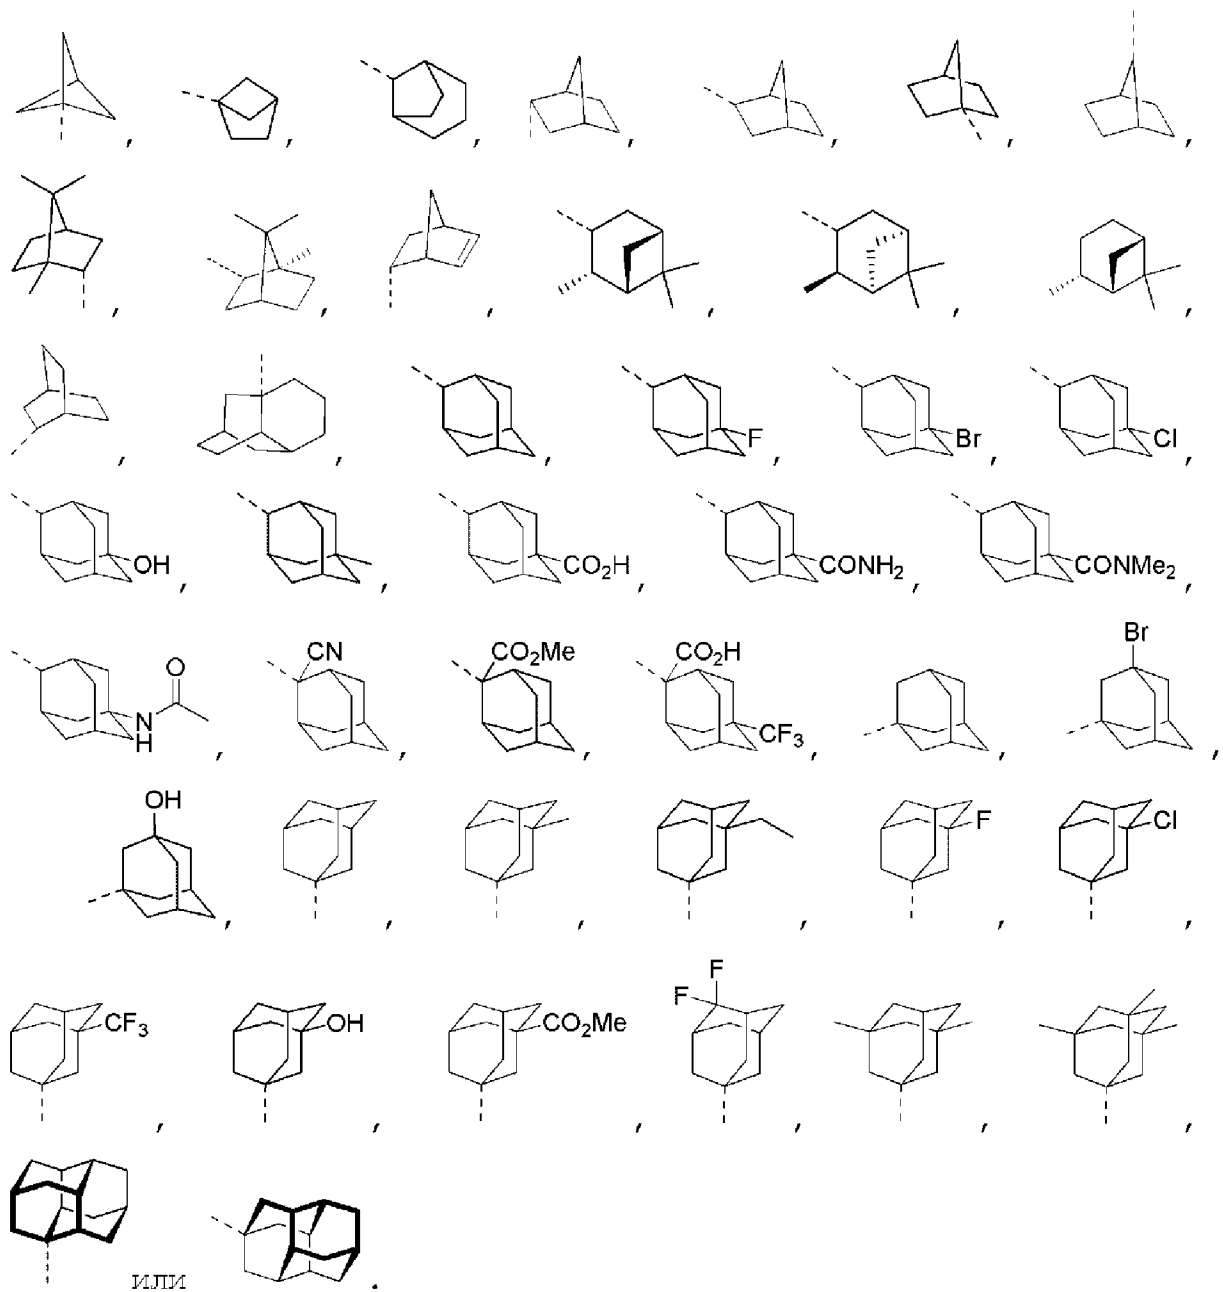 , , , , , , ,
, , , , , ,
, , , F, Br, Cl,
OH, , CO₂H, CONH₂, CONMe₂,
O N H, CN, CO₂Me, CO₂H CF₃, , Br,
OH, , , , F, Cl,
CF₃, OH, CO₂Me, F F, , ,
или .